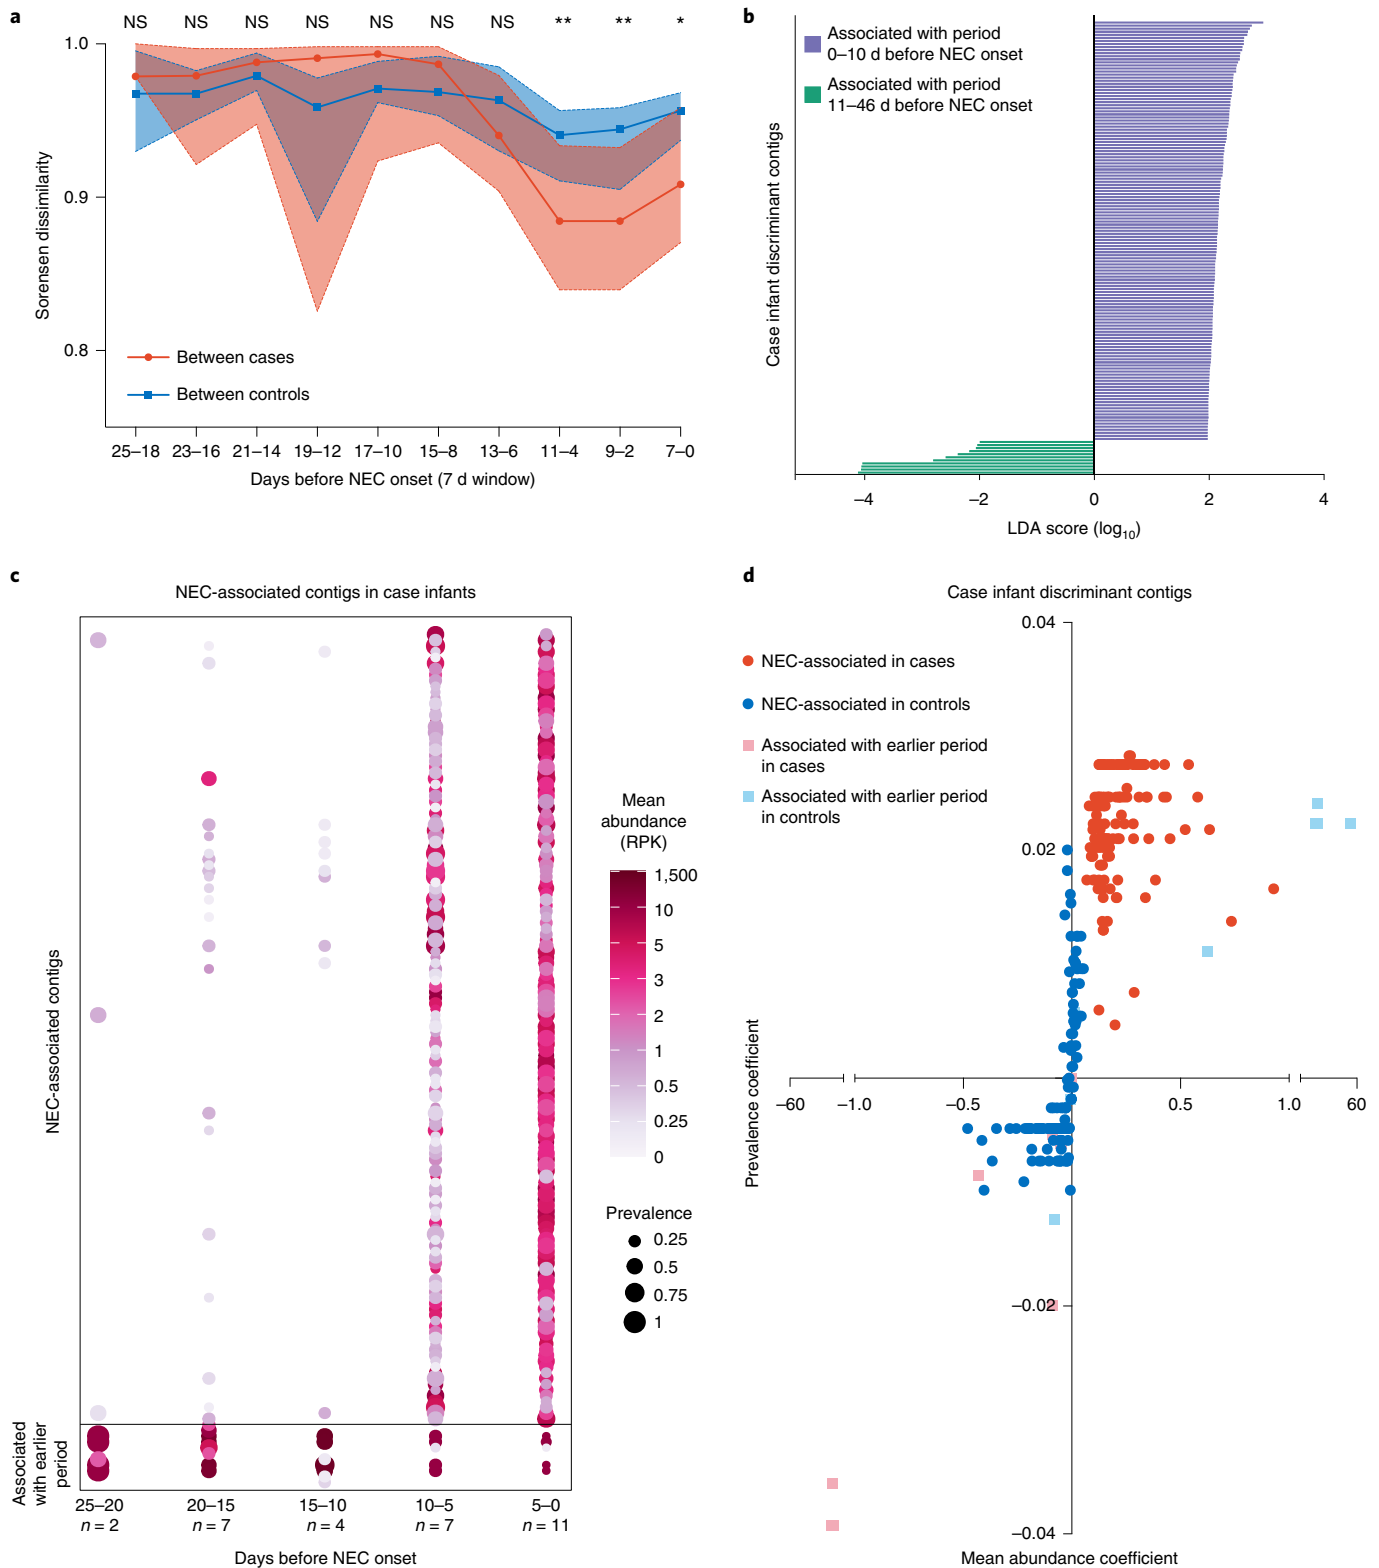 a
NS NS NS NS NS NS NS ** ** *
1.0
0.9
0.8
Sorensen dissimilarity
Between cases
Between controls
25–18 23–16 21–14 19–12 17–10 15–8 13–6 11–4 9–2 7–0
Days before NEC onset (7 d window)
b
Associated with period
0–10 d before NEC onset
Associated with period
11–46 d before NEC onset
Case infant discriminant contigs
−4 −2 0 2 4
LDA score (log10)
c
NEC-associated contigs in case infants
NEC-associated contigs
Associated
with earlier
period
25–20 20–15 15–10 10–5 5–0
n = 2 n = 7 n = 4 n = 7 n = 11
Days before NEC onset
Mean
abundance
(RPK)
1,500
10
5
3
2
1
0.5
0.25
0
Prevalence
0.25
0.5
0.75
1
d
Case infant discriminant contigs
NEC-associated in cases
NEC-associated in controls
Associated with earlier period
in cases
Associated with earlier period
in controls
0.04
0.02
−0.02
−0.04
−60 −1.0 −0.5 0.5 1.0 60
Prevalence coefficient
Mean abundance coefficient